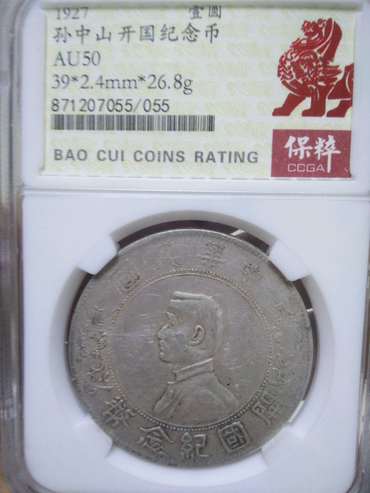 1927 壹圆
孙中山开国纪念币
AU50
39*2.4mm*26.8g
871207055/055
BAO CUI COINS RATING
保粹
CCGA
中華民國
開國紀念幣